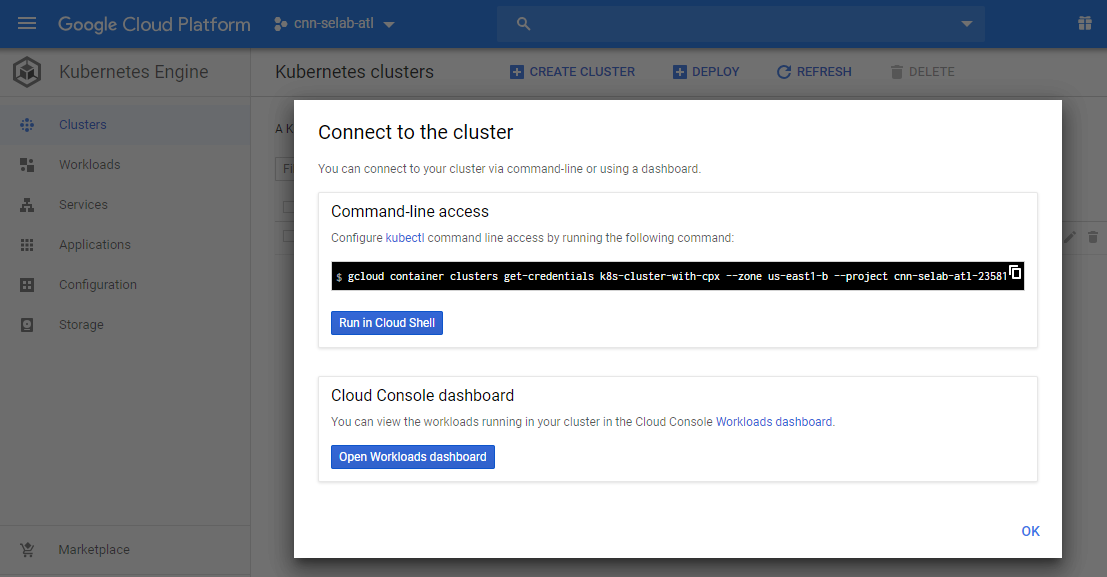 Google Cloud Platform
cnn-selab-atl
Kubernetes Engine
Kubernetes clusters
CREATE CLUSTER
DEPLOY
REFRESH
DELETE
Clusters
Workloads
Services
Applications
Configuration
Storage
Marketplace
A K
Fi
Connect to the cluster
You can connect to your cluster via command-line or using a dashboard.
Command-line access
Configure kubectl command line access by running the following command:
$ gcloud container clusters get-credentials k8s-cluster-with-cpx --zone us-east1-b --project cnn-selab-atl-23581
Run in Cloud Shell
Cloud Console dashboard
You can view the workloads running in your cluster in the Cloud Console Workloads dashboard.
Open Workloads dashboard
OK